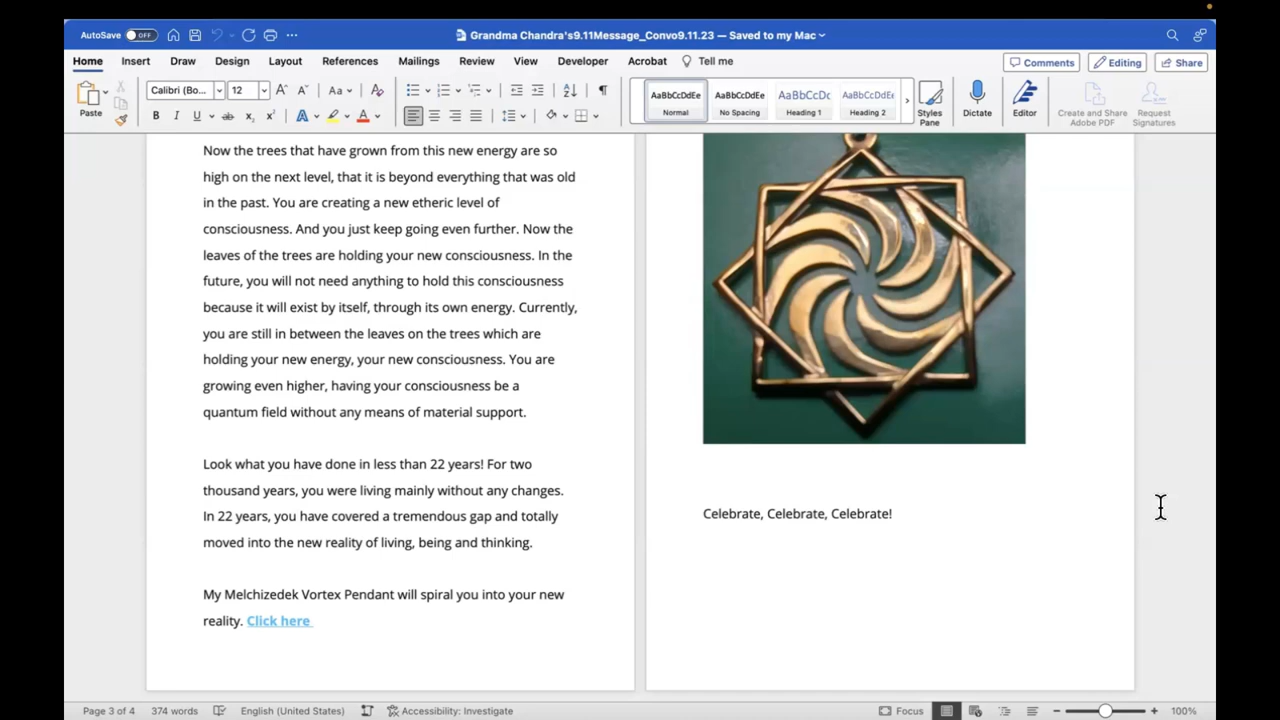 AutoSave OFF
Grandma Chandra's9.11Message_Convo9.11.23 — Saved to my Mac
Home Insert Draw Design Layout References Mailings Review View Developer Acrobat Tell me
Comments Editing Share
Paste
Calibri (Bo... 12
AaBbCcDdEe Normal
AaBbCcDdEe No Spacing
AaBbCcDc Heading 1
AaBbCcDdEe Heading 2
Styles Pane
Dictate
Editor
Create and Share Adobe PDF
Request Signatures
Now the trees that have grown from this new energy are so
high on the next level, that it is beyond everything that was old
in the past. You are creating a new etheric level of
consciousness. And you just keep going even further. Now the
leaves of the trees are holding your new consciousness. In the
future, you will not need anything to hold this consciousness
because it will exist by itself, through its own energy. Currently,
you are still in between the leaves on the trees which are
holding your new energy, your new consciousness. You are
growing even higher, having your consciousness be a
quantum field without any means of material support.
Look what you have done in less than 22 years! For two
thousand years, you were living mainly without any changes.
In 22 years, you have covered a tremendous gap and totally
moved into the new reality of living, being and thinking.
My Melchizedek Vortex Pendant will spiral you into your new
reality. Click here
Celebrate, Celebrate, Celebrate!
Page 3 of 4 374 words English (United States) Accessibility: Investigate Focus 100%